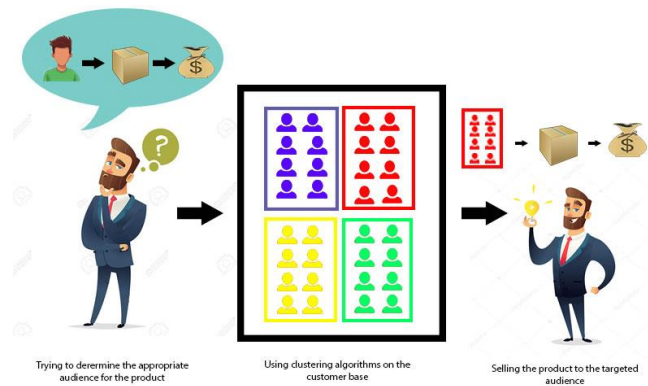 $
?
$
Trying to derermine the appropriate
audience for the product
Using clustering algorithms on the
customer base
Selling the product to the targeted
audience